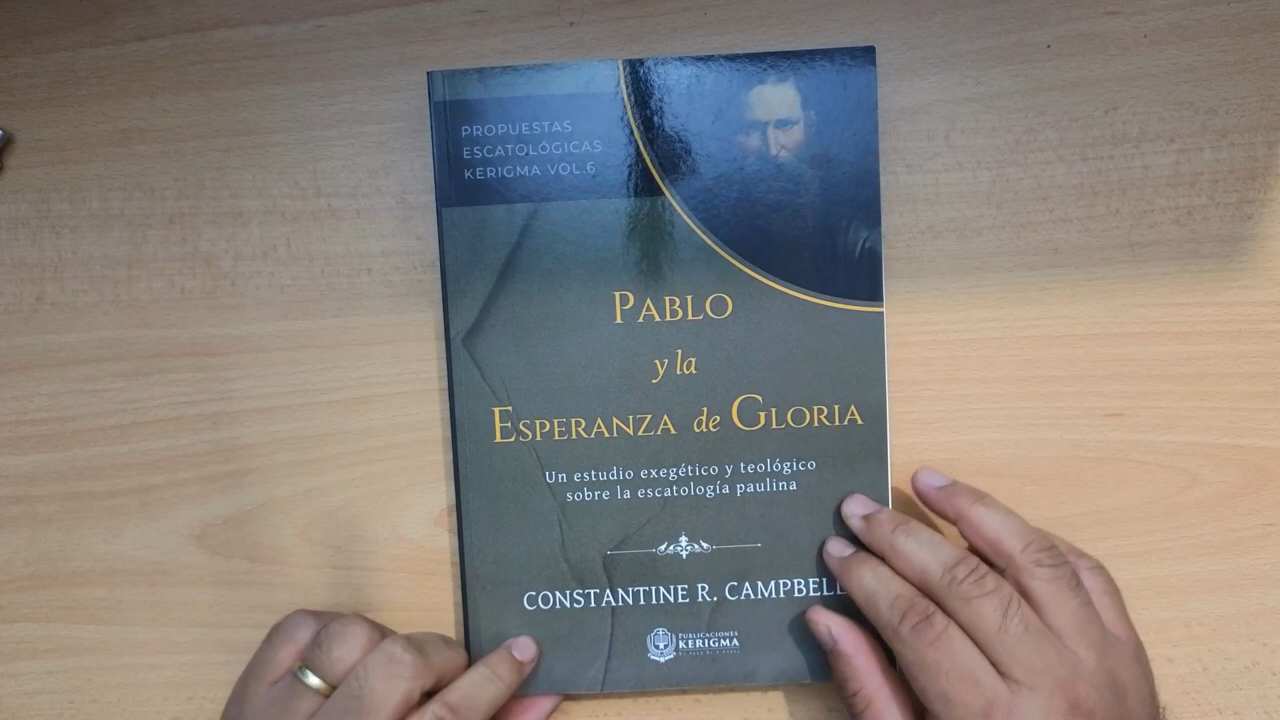 PROPUESTAS
ESCATOLÓGICAS
KERIGMA VOL.6
PABLO
y la
ESPERANZA de GLORIA
Un estudio exegético y teológico
sobre la escatología paulina
CONSTANTINE R. CAMPBELL
PUBLICACIONES
KERIGMA